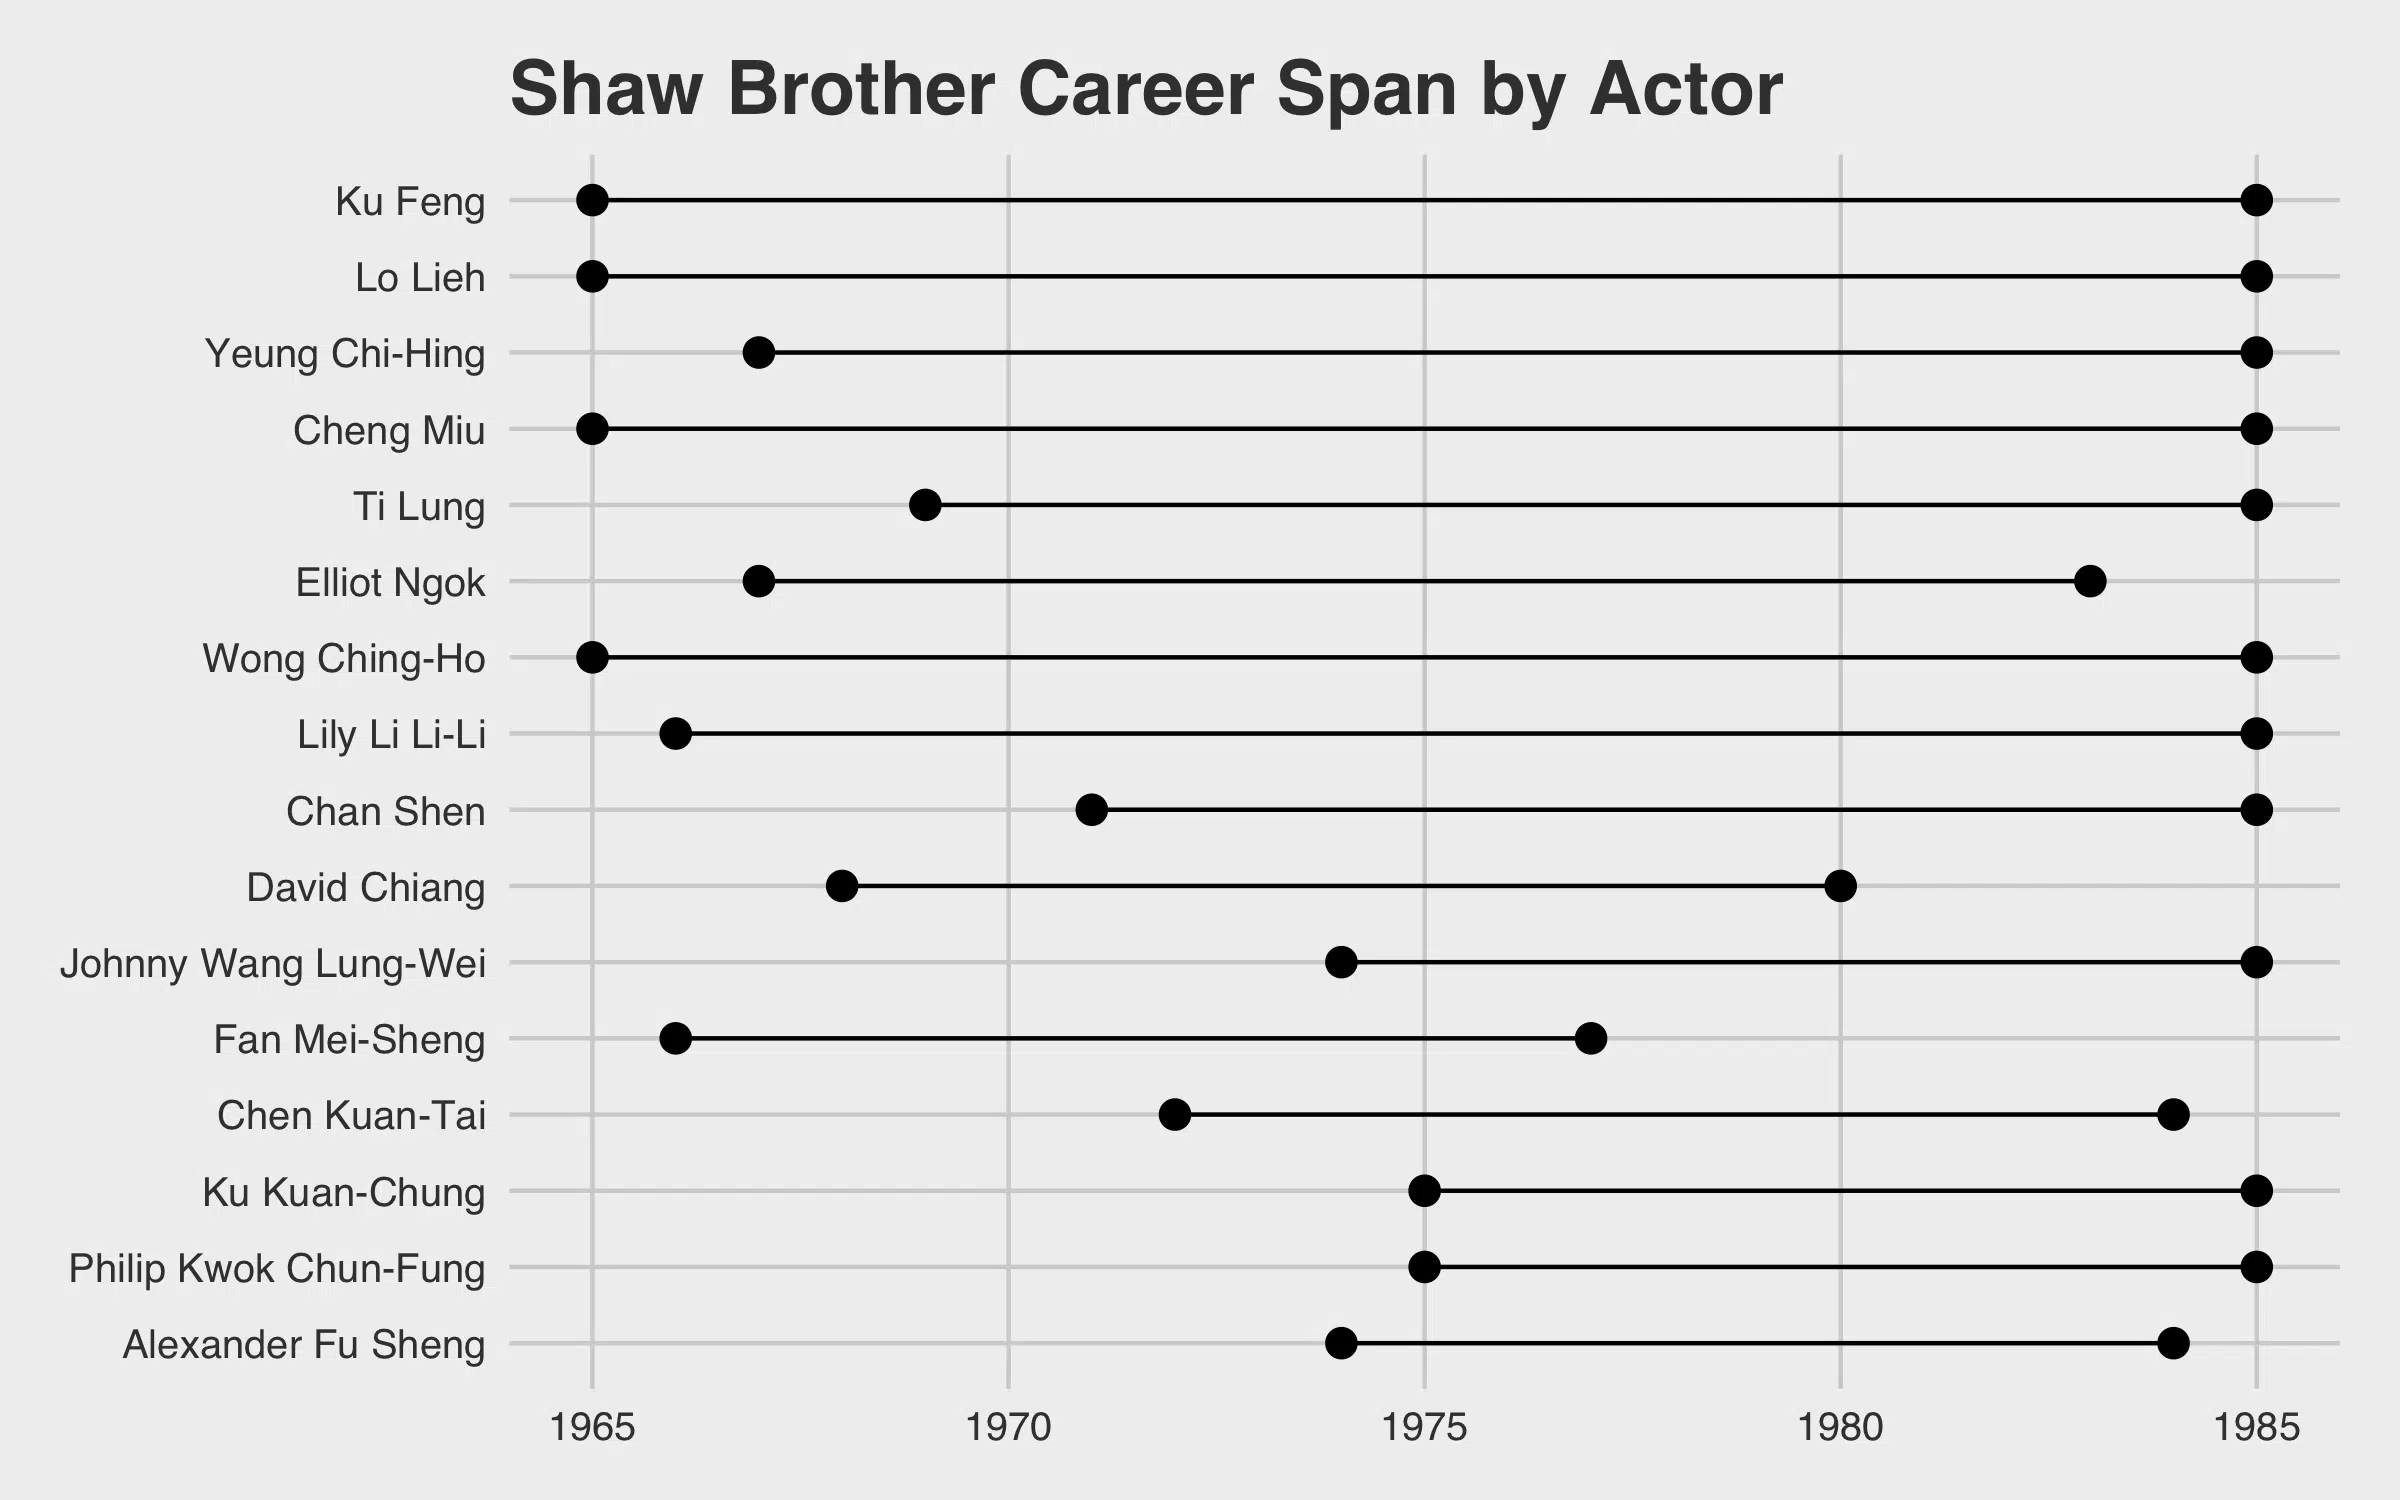 Shaw Brother Career Span by Actor
Ku Feng
Lo Lieh
Yeung Chi-Hing
Cheng Miu
Ti Lung
Elliot Ngok
Wong Ching-Ho
Lily Li Li-Li
Chan Shen
David Chiang
Johnny Wang Lung-Wei
Fan Mei-Sheng
Chen Kuan-Tai
Ku Kuan-Chung
Philip Kwok Chun-Fung
Alexander Fu Sheng
1965 1970 1975 1980 1985